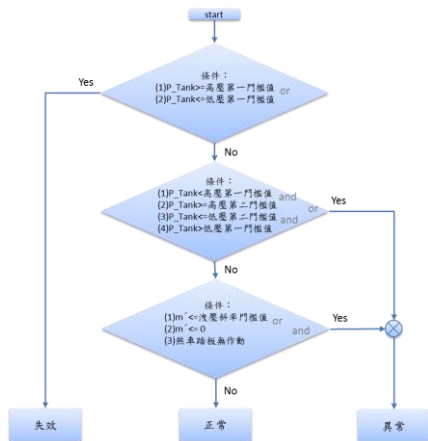 start
條件：
(1)P_Tank>=高壓第一門檻值 or
(2)P_Tank<=低壓第一門檻值
Yes
No
條件：
(1)P_Tank<高壓第一門檻值 and
(2)P_Tank>=高壓第二門檻值 or
(3)P_Tank<=低壓第二門檻值 and
(4)P_Tank>低壓第一門檻值
Yes
No
條件：
(1)m´<=洩壓斜率門檻值 or
(2)m´<= 0 and
(3)煞車踏板無作動
Yes
No
失效
正常
異常